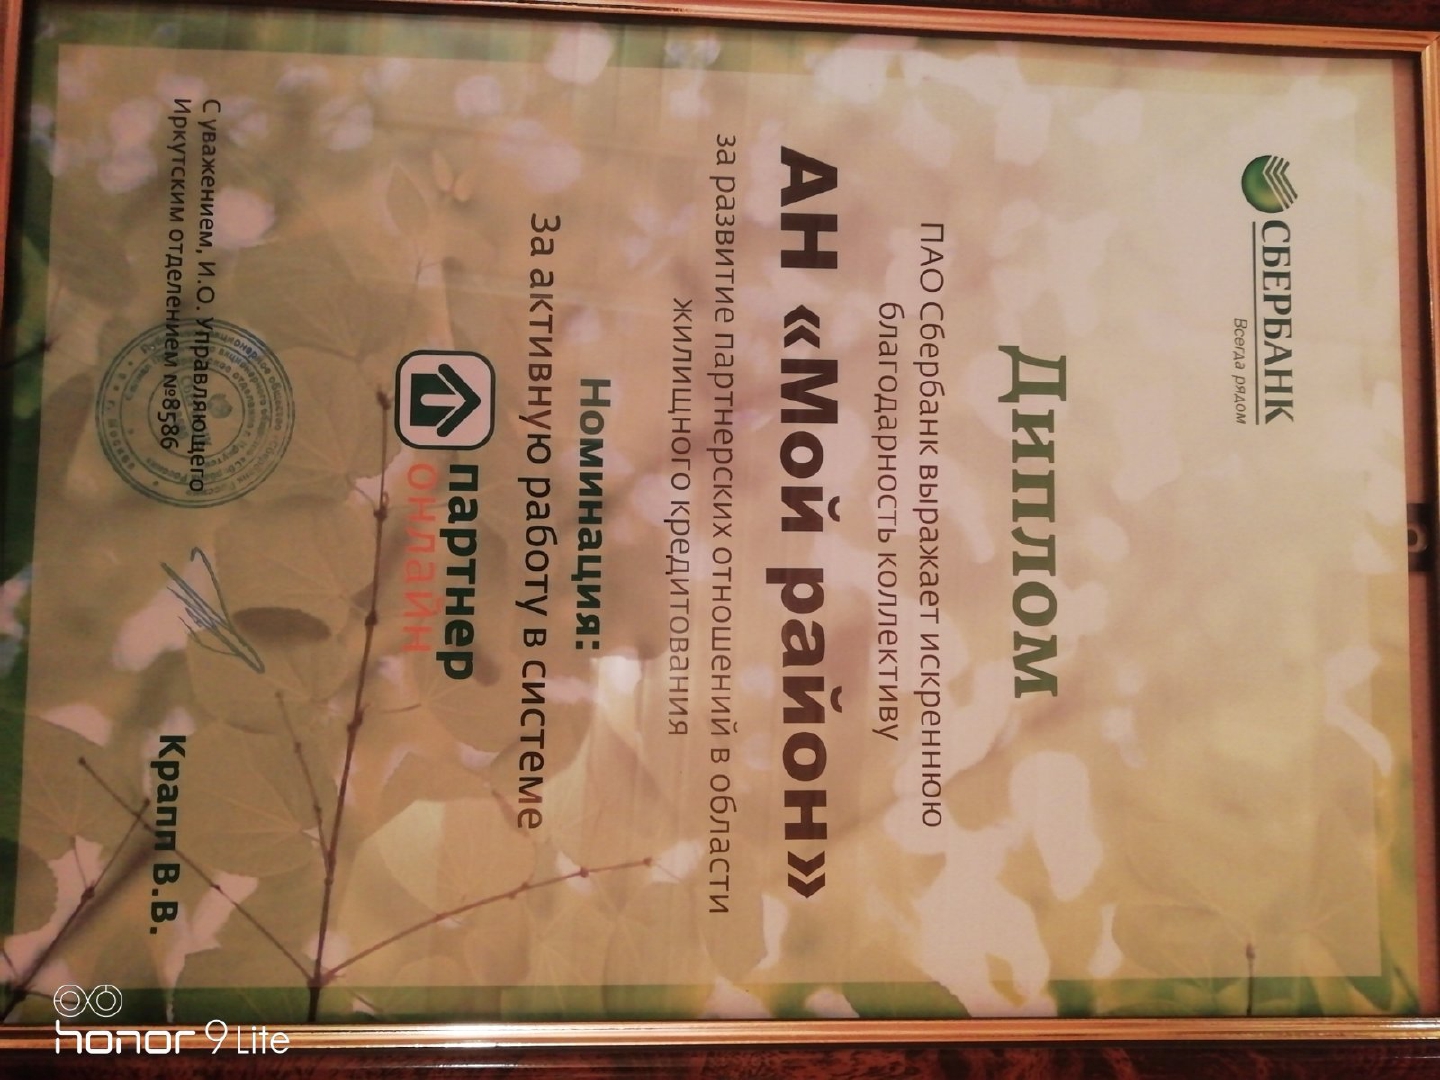 СБЕРБАНК
Всегда рядом
Диплом
ПАО Сбербанк выражает искреннюю
благодарность коллективу
АН «Мой район»
за развитие партнерских отношений в области
жилищного кредитования
Номинация:
За активную работу в системе
партнер
онлайн
С уважением, И.О. Управляющего
Иркутским отделением №8586
Крапп В.В.
honor 9 Lite